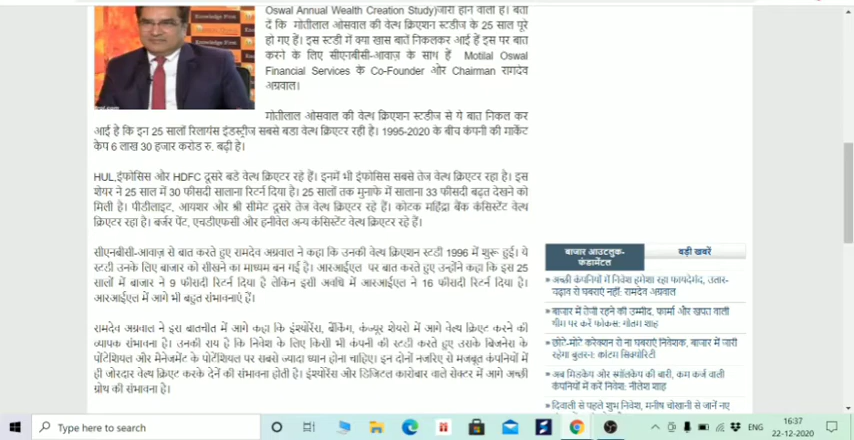 Oswal Annual Wealth Creation Study)जारी होने वाली है। बता
दें कि मोतीलाल ओसवाल की वेल्थ क्रिएशन स्टडीज के 25 साल पूरे
हो गए हैं। इस स्टडी में क्या खास बातें निकलकर आई हैं इस पर बात
करने के लिए सीएनबीसी-आवाज़ के साथ हैं Motilal Oswal
Financial Services के Co-Founder और Chairman रामदेव
अग्रवाल।
मोतीलाल ओसवाल की वेल्थ क्रिएशन स्टडीज से ये बात निकल कर
आई है कि इन 25 सालों रिलायंस इंडस्ट्रीज सबसे बडा वेल्थ क्रिएटर रही है। 1995-2020 के बीच कंपनी की मार्केट
कैप 6 लाख 30 हजार करोड रु. बढ़ी है।
HUL,इंफोसिस और HDFC दूसरे बडे वेल्थ क्रिएटर रहे हैं। इनमें भी इंफोसिस सबसे तेज वेल्थ क्रिएटर रहा है। इस
शेयर ने 25 साल में 30 फीसदी सालाना रिटर्न दिया है। 25 सालों तक मुनाफे में सालाना 33 फीसदी बढ़त देखने को
मिली है। पीडीलाइट, आयशर और श्री सीमेंट दूसरे तेज वेल्थ क्रिएटर रहे हैं। कोटक महिंद्रा बैंक कंसिस्टेंट वेल्थ
क्रिएटर रहा है। बर्जर पेंट, एचडीएफसी और हनीवेल अन्य कंसिस्टेंट वेल्थ क्रिएटर रहे हैं।
सीएनबीसी-आवाज़ से बात करते हुए रामदेव अग्रवाल ने कहा कि उनकी वेल्थ क्रिएशन स्टडी 1996 में शुरू हुई। ये
स्टडी उनके लिए बाजार को सीखने का माध्यम बन गई है। आरआईएल पर बात करते हुए उन्होंने कहा कि इस 25
सालों में बाजार ने 9 फीसदी रिटर्न दिया है लेकिन इसी अवधि में आरआईएल ने 16 फीसदी रिटर्न दिया है।
आरआईएल में आगे भी बहुत संभावनाएं हैं।
रामदेव अग्रवाल ने इस बातचीत में आगे कहा कि इंश्योरेंस, बैंकिंग, कंज्यूर शेयरों में आगे वेल्थ क्रिएट करने की
व्यापक संभावना है। उनकी राय है कि निवेश के लिए किसी भी कंपनी की स्टडी करते हुए उसके बिजनेस के
पोटेंशियल और मैनेजमेंट के पोटेंशियल पर सबसे ज्यादा ध्यान होना चाहिए। इन दोनों नजरिए से मजबूत कंपनियों में
ही जोरदार वेल्थ क्रिएट करके देनें की संभावना होती है। इंश्योरेंस और डिजिटल कारोबार वाले सेक्टर में आगे अच्छी
ग्रोथ की संभावना है।
बाजार आउटलुक-
फंडामेंटल
बड़ी खबरें
» अच्छी कंपनियों में निवेश हमेशा रहा फायदेमंद, उतार-
चढ़ाव से घबराएं नहीं: रामदेव अग्रवाल
» बाजार में तेजी रहने की उम्मीद, फार्मा और खपत वाली
थीम पर करें फोकस: गौतम शाह
» छोटे-मोटे करेक्शन से ना घबराएं निवेशक, बाजार में जारी
रहेगा बुलरन: क्वांटम सिक्योरिटी
» अब मिडकैप और स्मॉलकैप की बारी, कम कर्ज वाली
कंपनियों में करें निवेश: नीलेश शाह
» दिवाली से पहले शुभ निवेश, मनीष चोखानी से जानें नए
Type here to search
ENG
16:37
22-12-2020